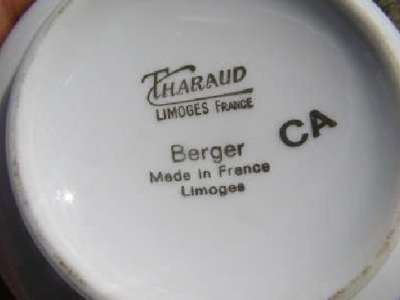 THARAUD
LIMOGES FRANCE
CA
Berger
Made in France
Limoges